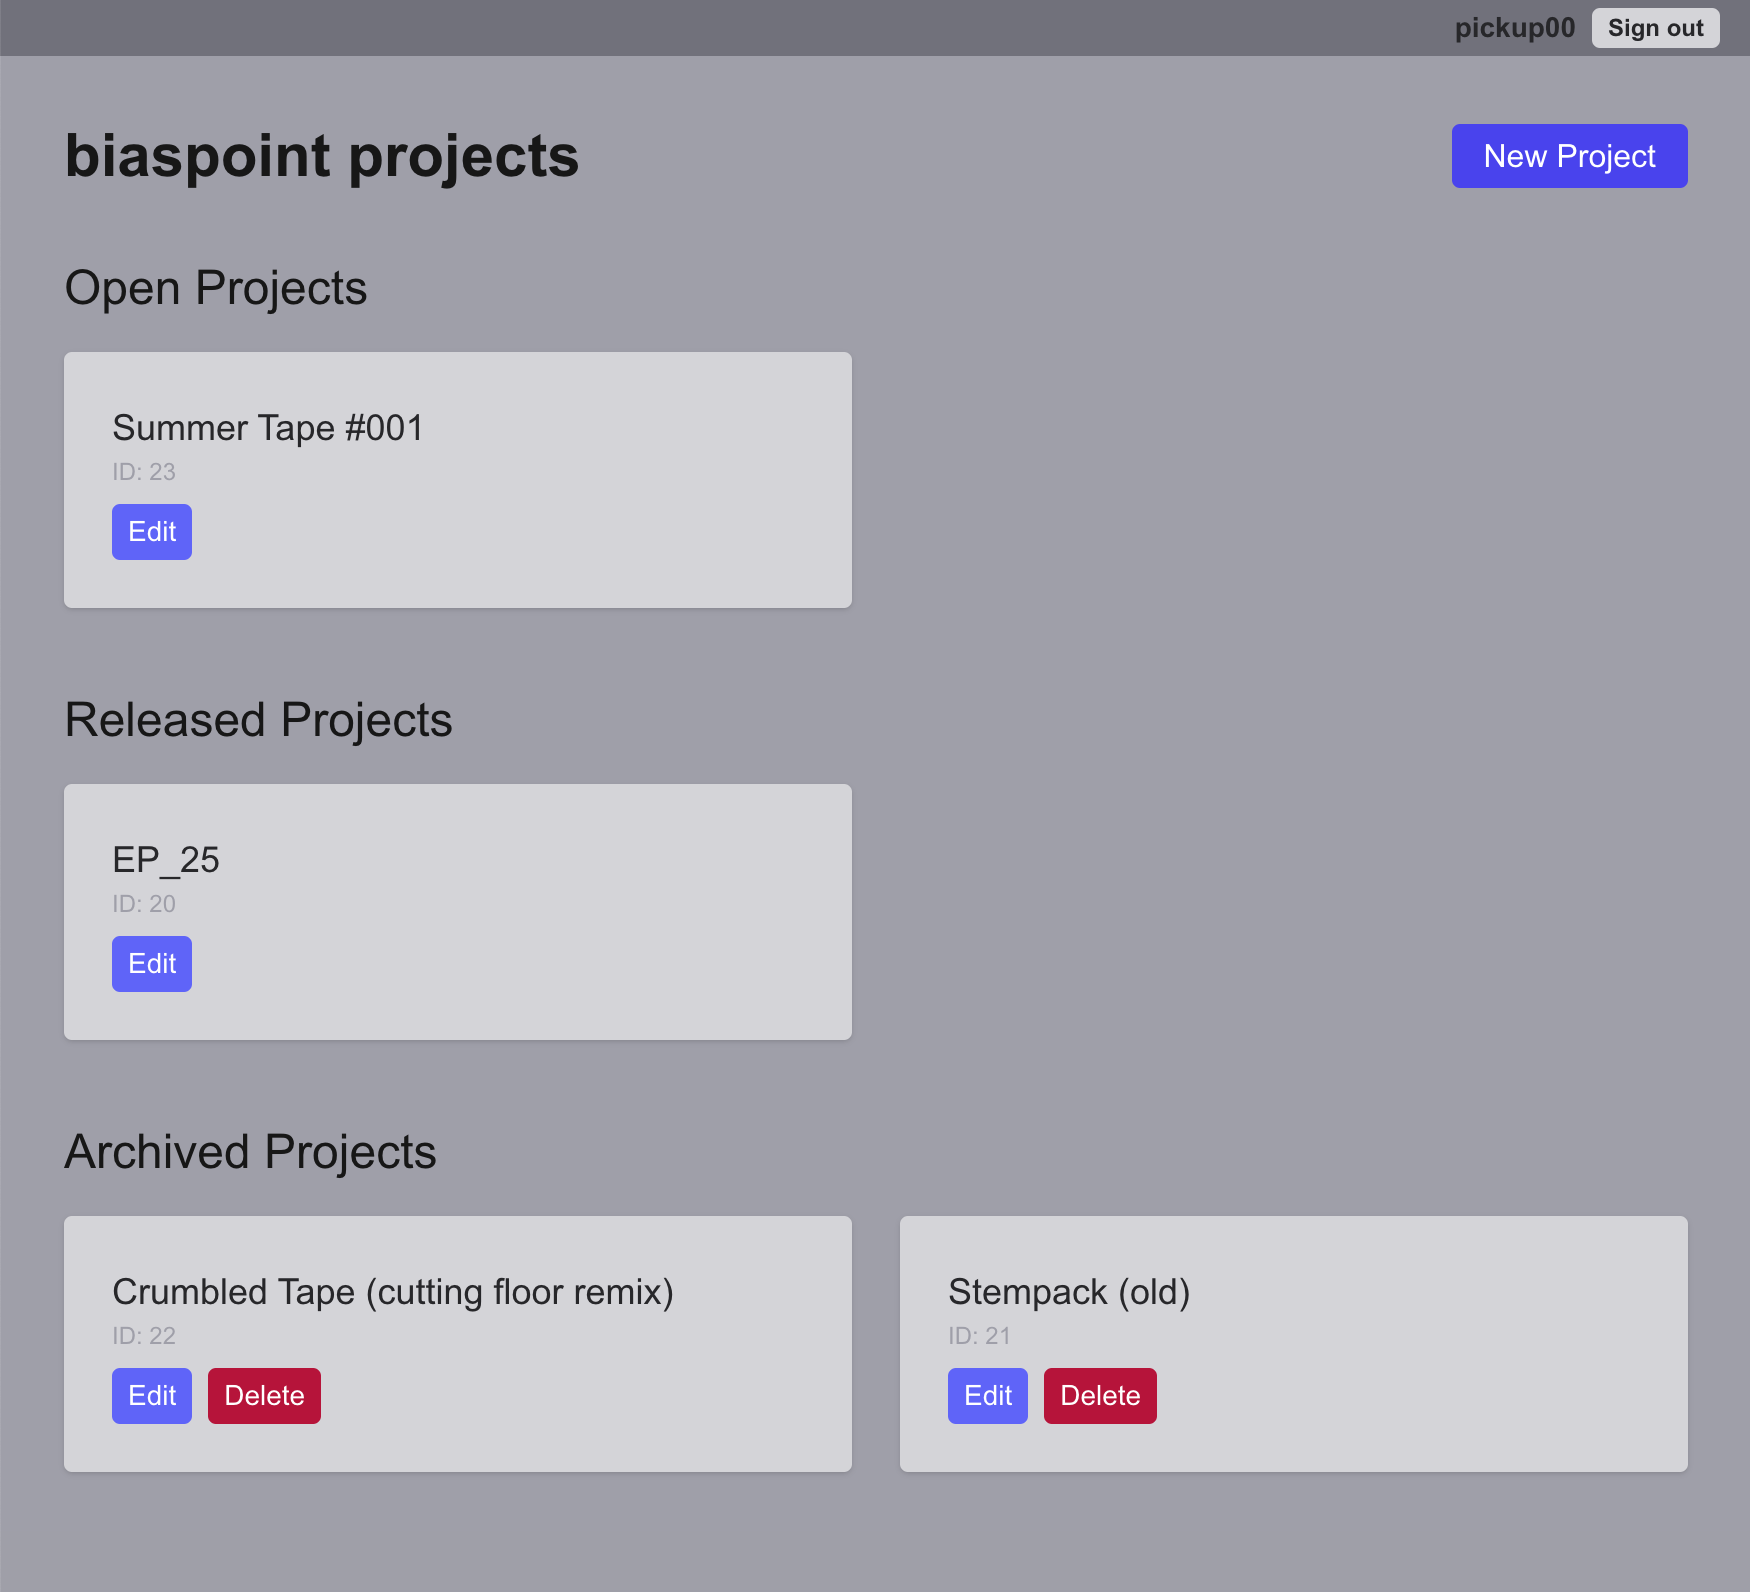 pickup00 Sign out
biaspoint projects New Project
Open Projects
Summer Tape #001
ID: 23
Edit
Released Projects
EP_25
ID: 20
Edit
Archived Projects
Crumbled Tape (cutting floor remix)
ID: 22
Edit Delete
Stempack (old)
ID: 21
Edit Delete